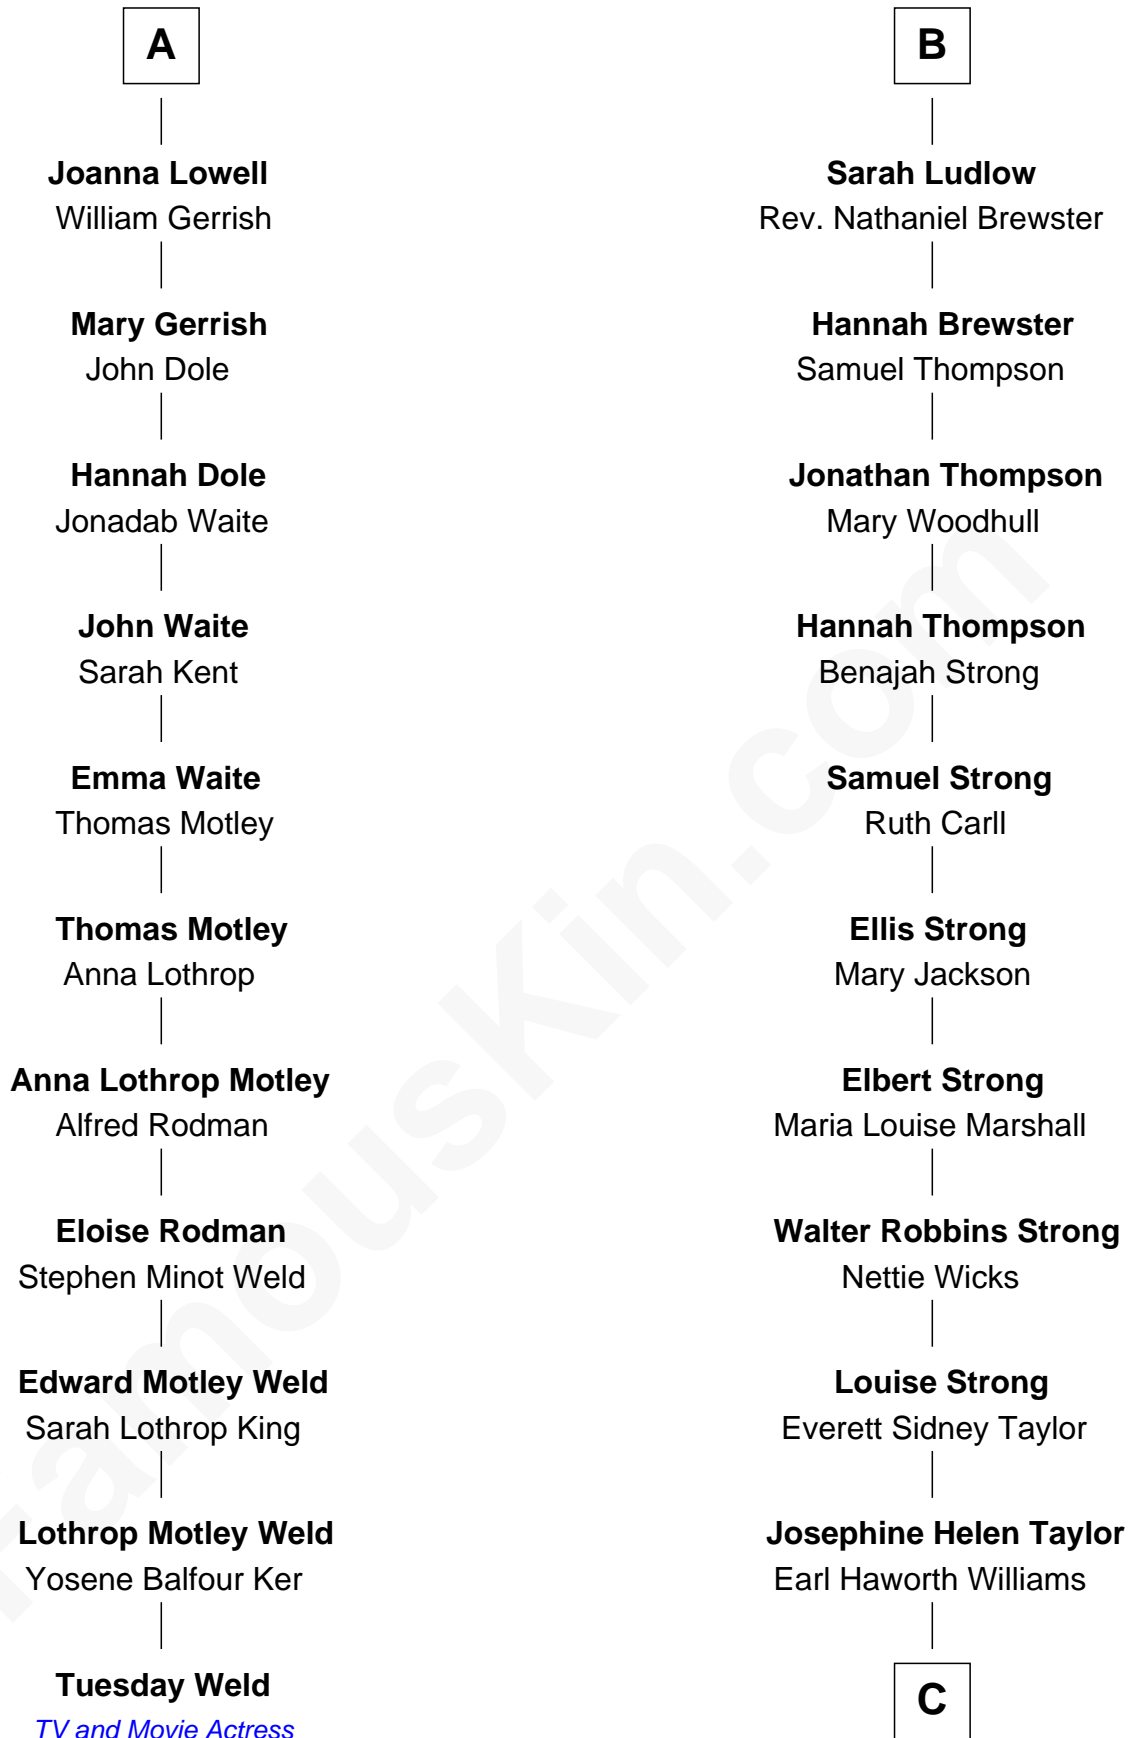 A
Joanna Lowell
William Gerrish
Mary Gerrish
John Dole
Hannah Dole
Jonadab Waite
John Waite
Sarah Kent
Emma Waite
Thomas Motley
Thomas Motley
Anna Lothrop
Anna Lothrop Motley
Alfred Rodman
Eloise Rodman
Stephen Minot Weld
Edward Motley Weld
Sarah Lothrop King
Lothrop Motley Weld
Yosene Balfour Ker
Tuesday Weld
TV and Movie Actress
B
Sarah Ludlow
Rev. Nathaniel Brewster
Hannah Brewster
Samuel Thompson
Jonathan Thompson
Mary Woodhull
Hannah Thompson
Benajah Strong
Samuel Strong
Ruth Carll
Ellis Strong
Mary Jackson
Elbert Strong
Maria Louise Marshall
Walter Robbins Strong
Nettie Wicks
Louise Strong
Everett Sidney Taylor
Josephine Helen Taylor
Earl Haworth Williams
C
FamousKin.com